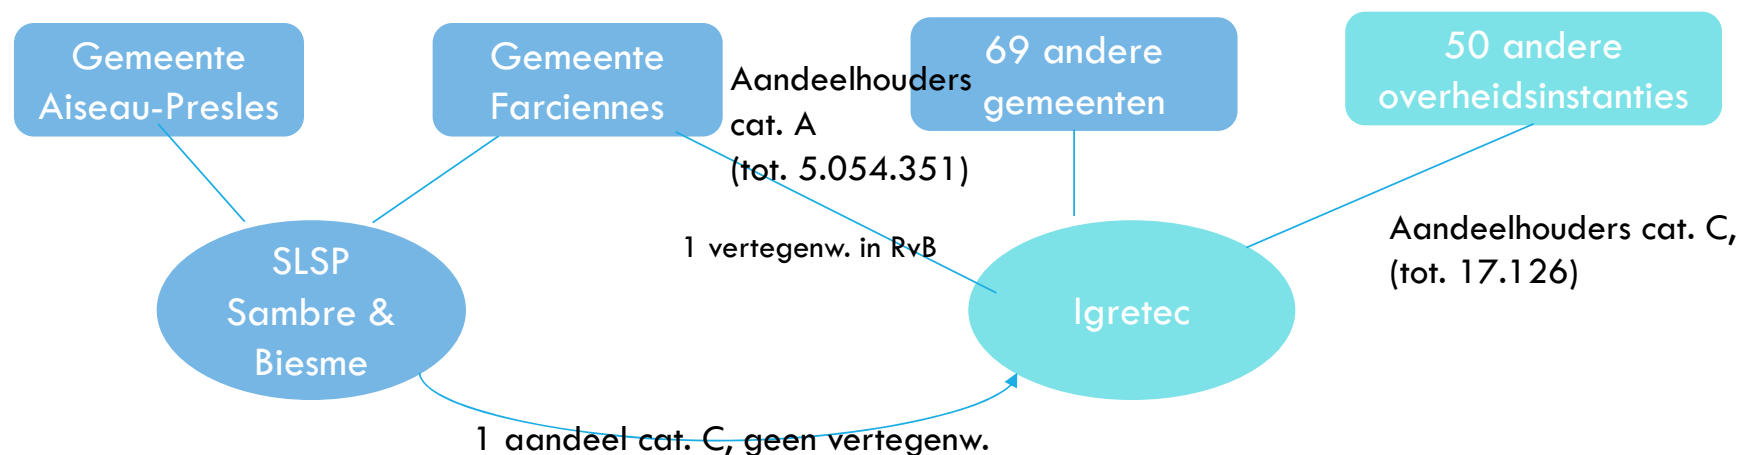 Gemeente
Aiseau-Presles
Gemeente
Farciennes
Aandeelhouders
cat. A
(tot. 5.054.351)
69 andere
gemeenten
50 andere
overheidsinstanties
1 vertegenw. in RvB
Aandeelhouders cat. C,
(tot. 17.126)
SLSP
Sambre &
Biesme
Igretec
1 aandeel cat. C, geen vertegenw.